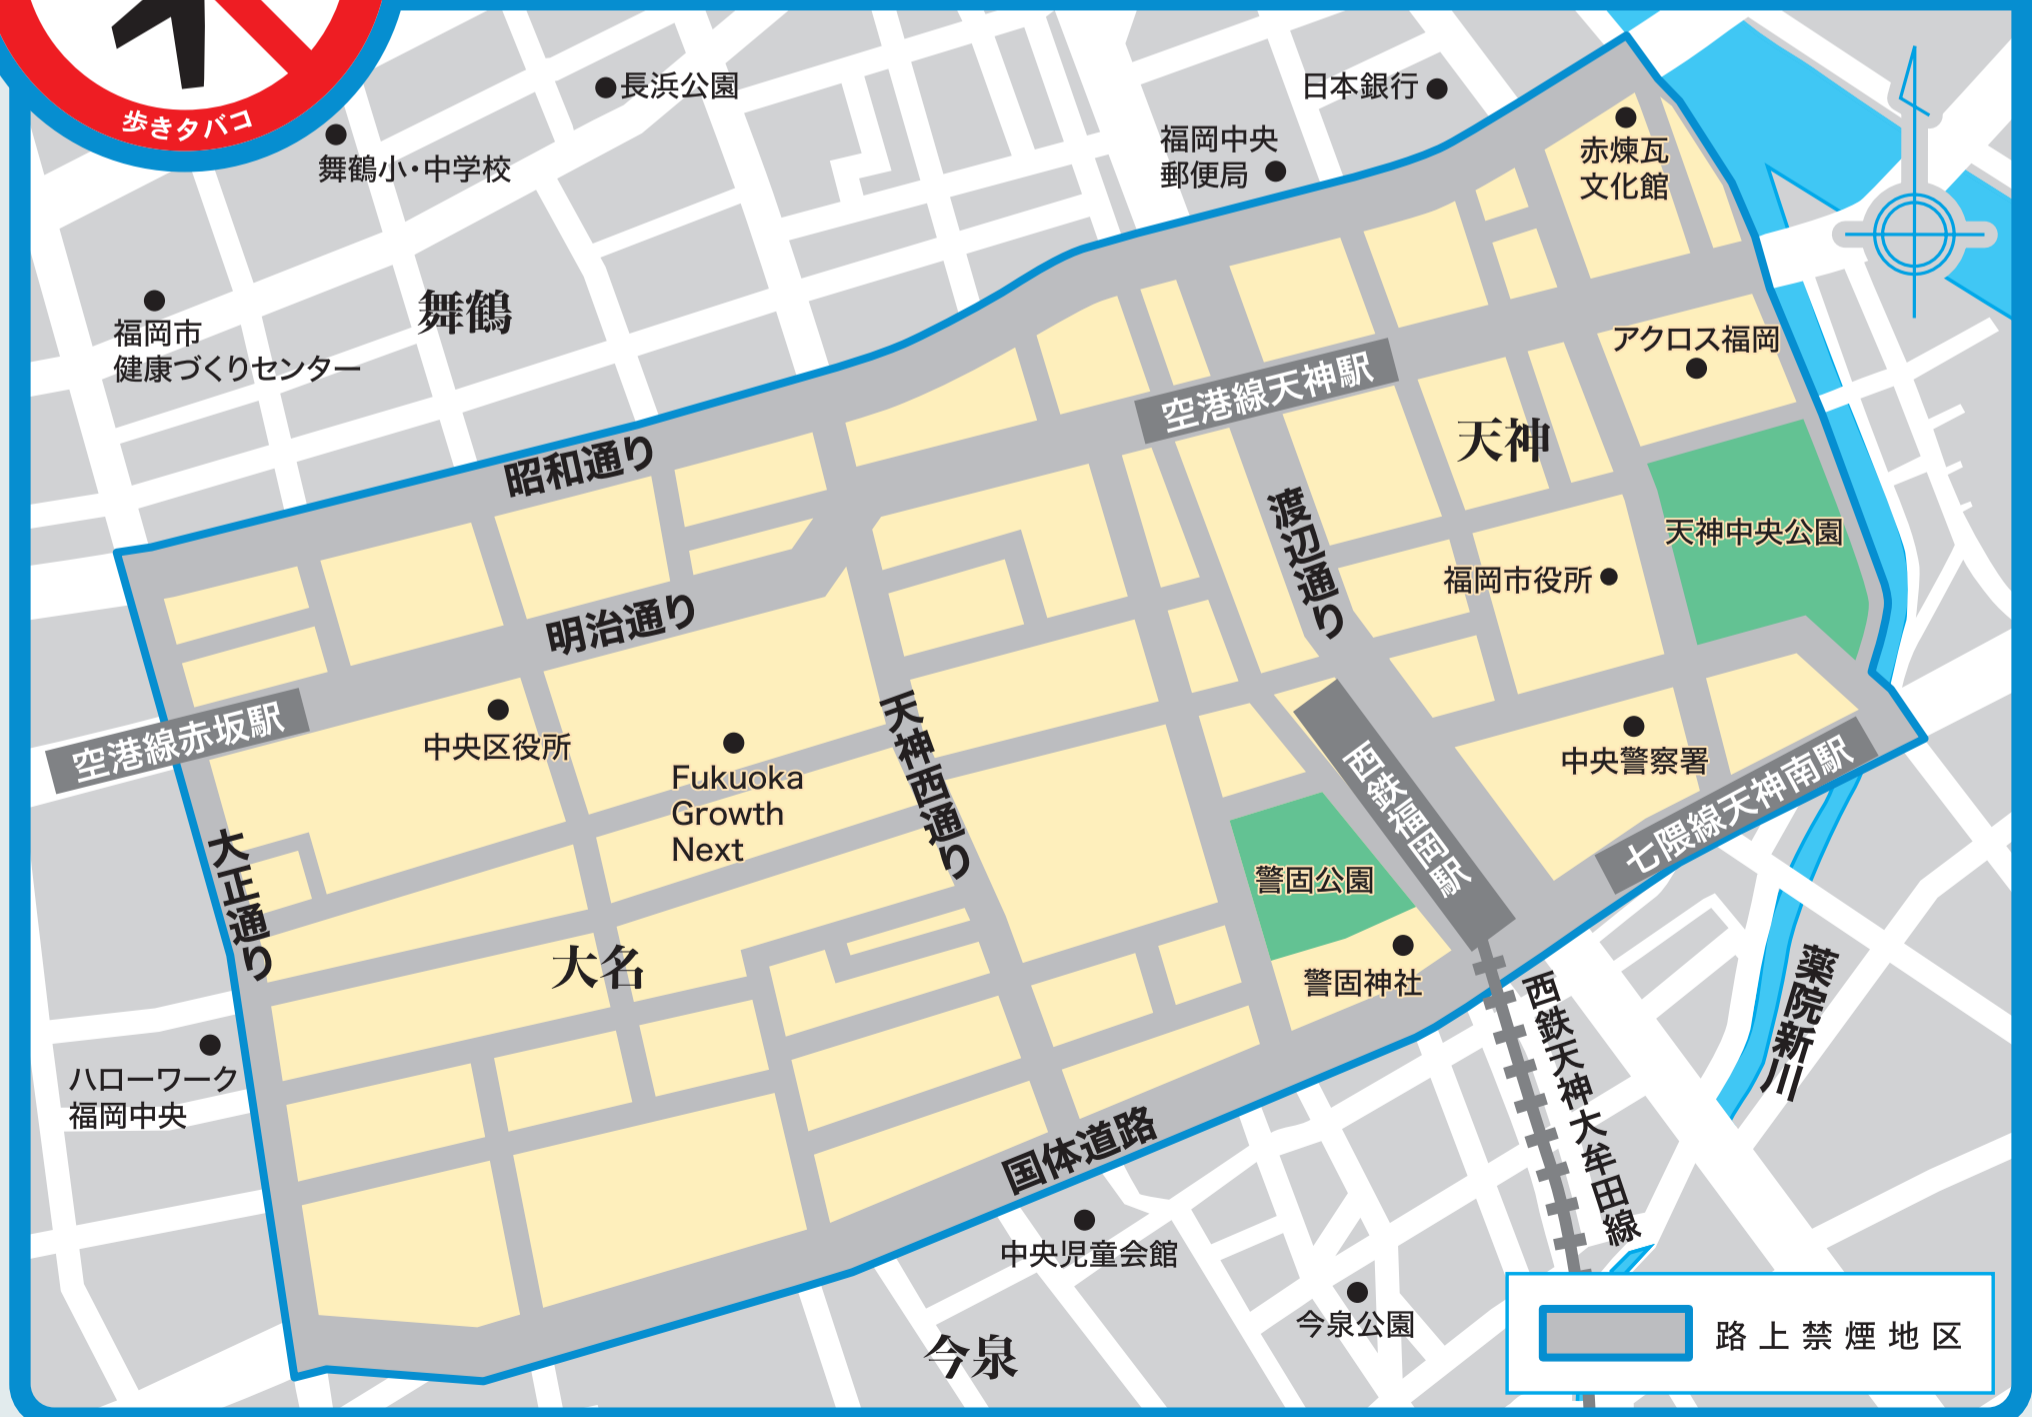 歩きタバコ
長浜公園
日本銀行
舞鶴小・中学校
福岡中央
郵便局
赤煉瓦
文化館
福岡市
健康づくりセンター
舞鶴
アクロス福岡
空港線天神駅
天神
昭和通り
渡辺通り
天神中央公園
福岡市役所
明治通り
空港線赤坂駅
中央区役所
Fukuoka
Growth
Next
天神西通り
西鉄福岡駅
中央警察署
七隈線天神南駅
大正通り
警固公園
大名
警固神社
西鉄天神大牟田線
薬院新川
ハローワーク
福岡中央
国体道路
中央児童会館
今泉公園
今泉
路上禁煙地区